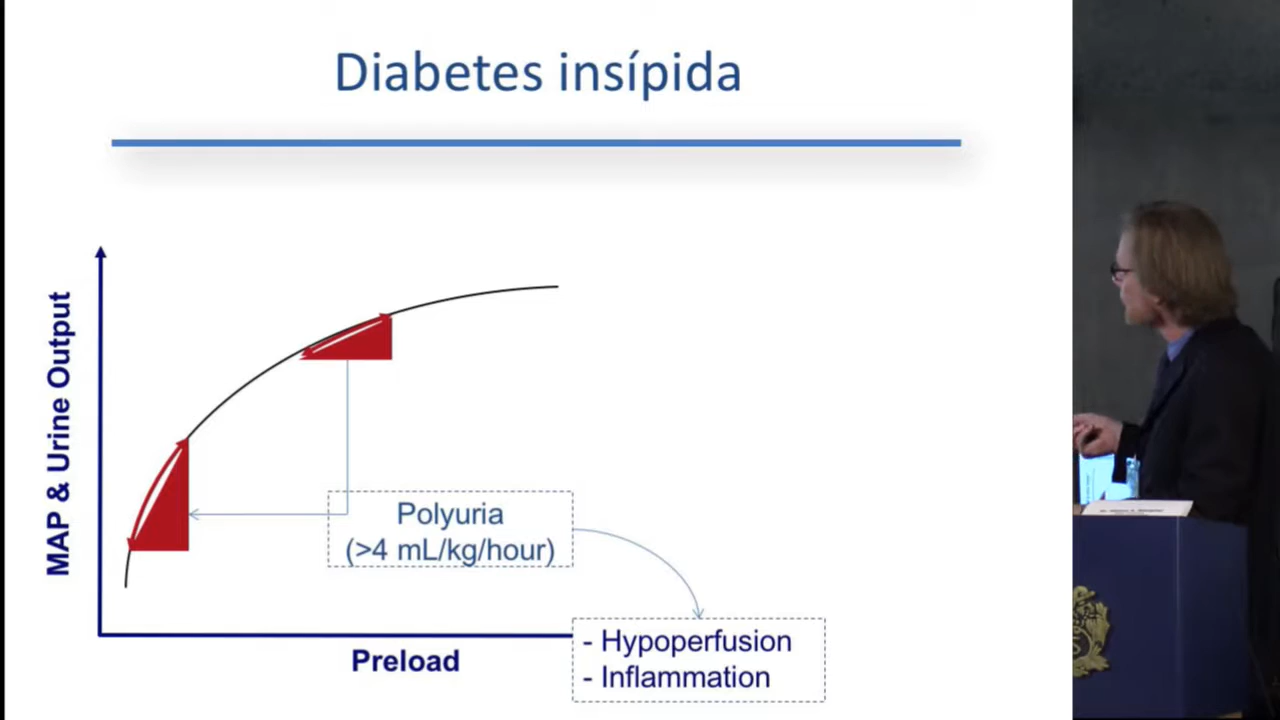 Diabetes insípida
MAP & Urine Output
Polyuria
(>4 mL/kg/hour)
- Hypoperfusion
- Inflammation
Preload